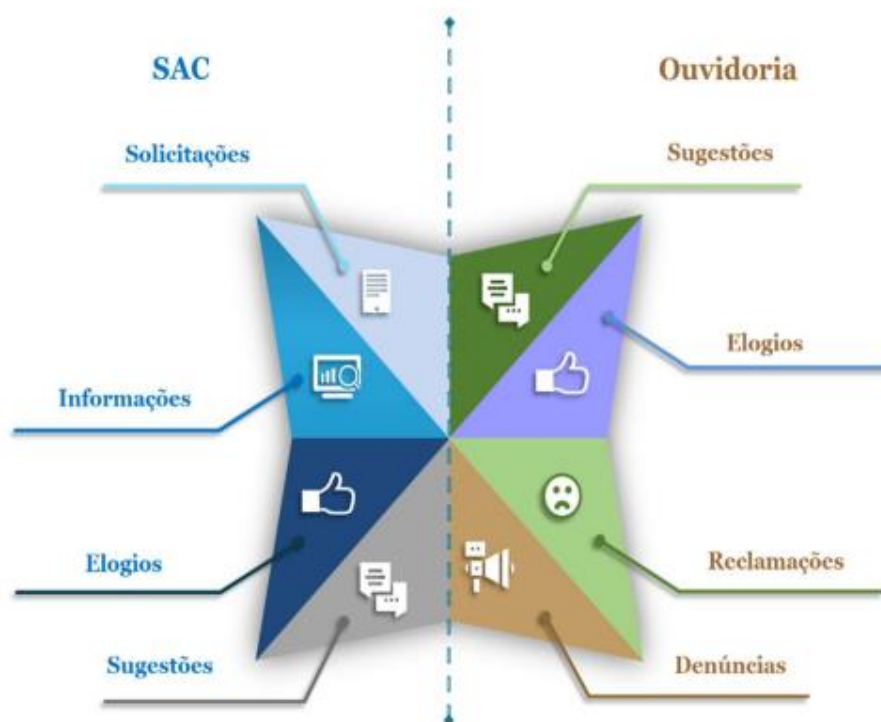 SAC
Ouvidoria
Solicitações
Sugestões
Informações
Elogios
Elogios
Reclamações
Sugestões
Denúncias